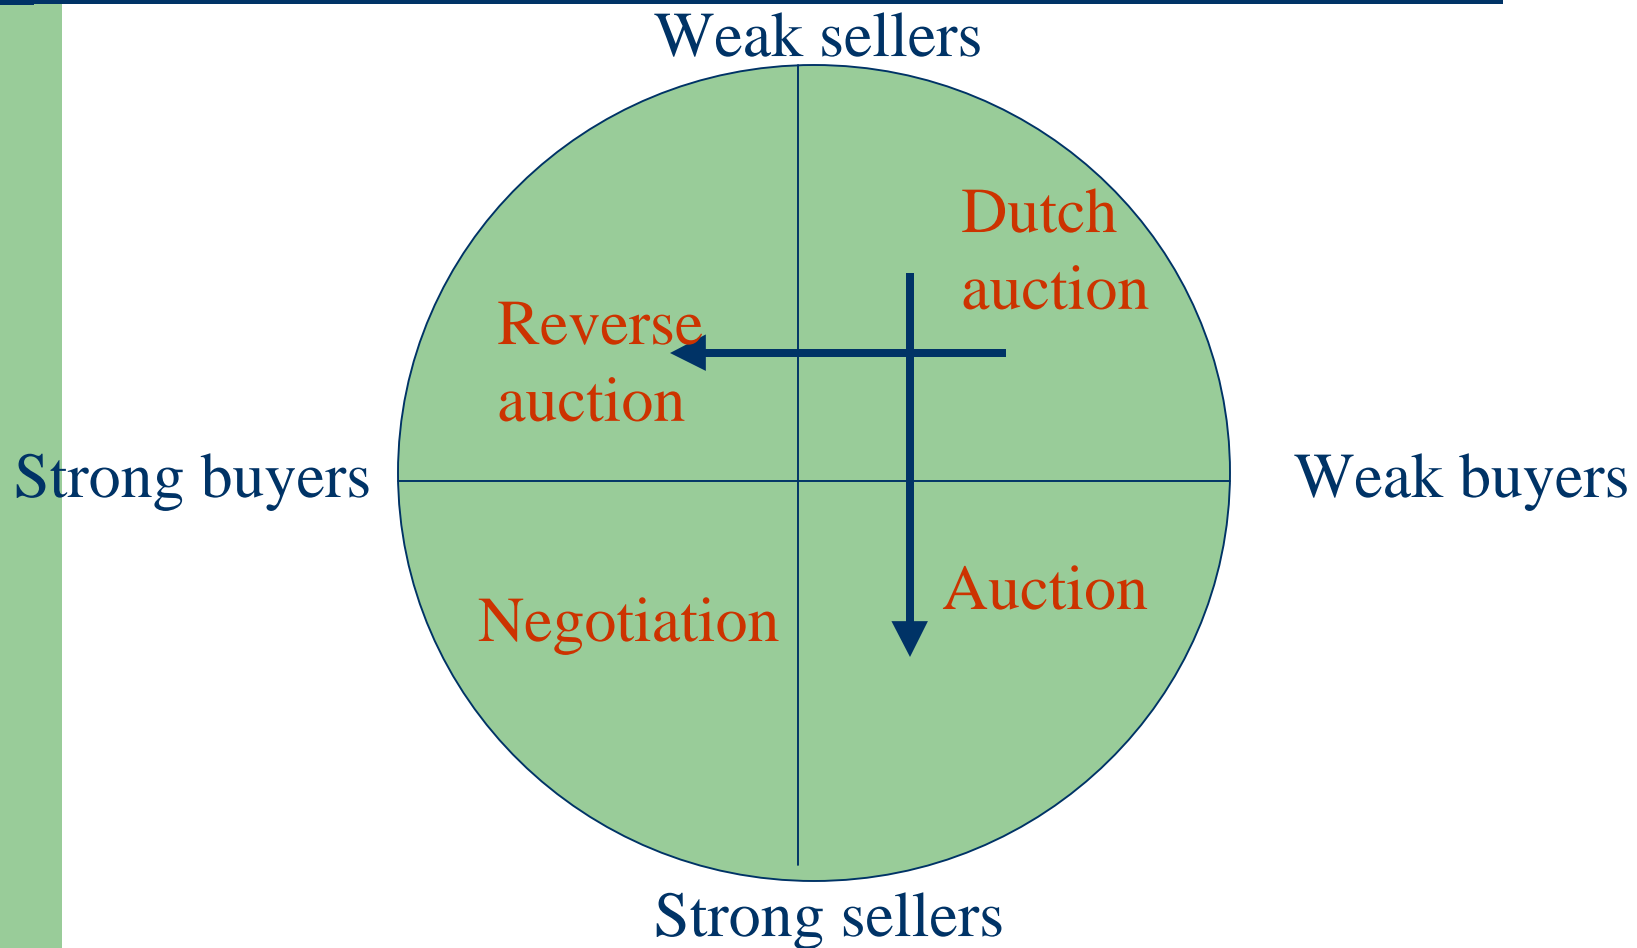 Weak sellers
Dutch
auction
Reverse
auction
Strong buyers
Weak buyers
Auction
Negotiation
Strong sellers